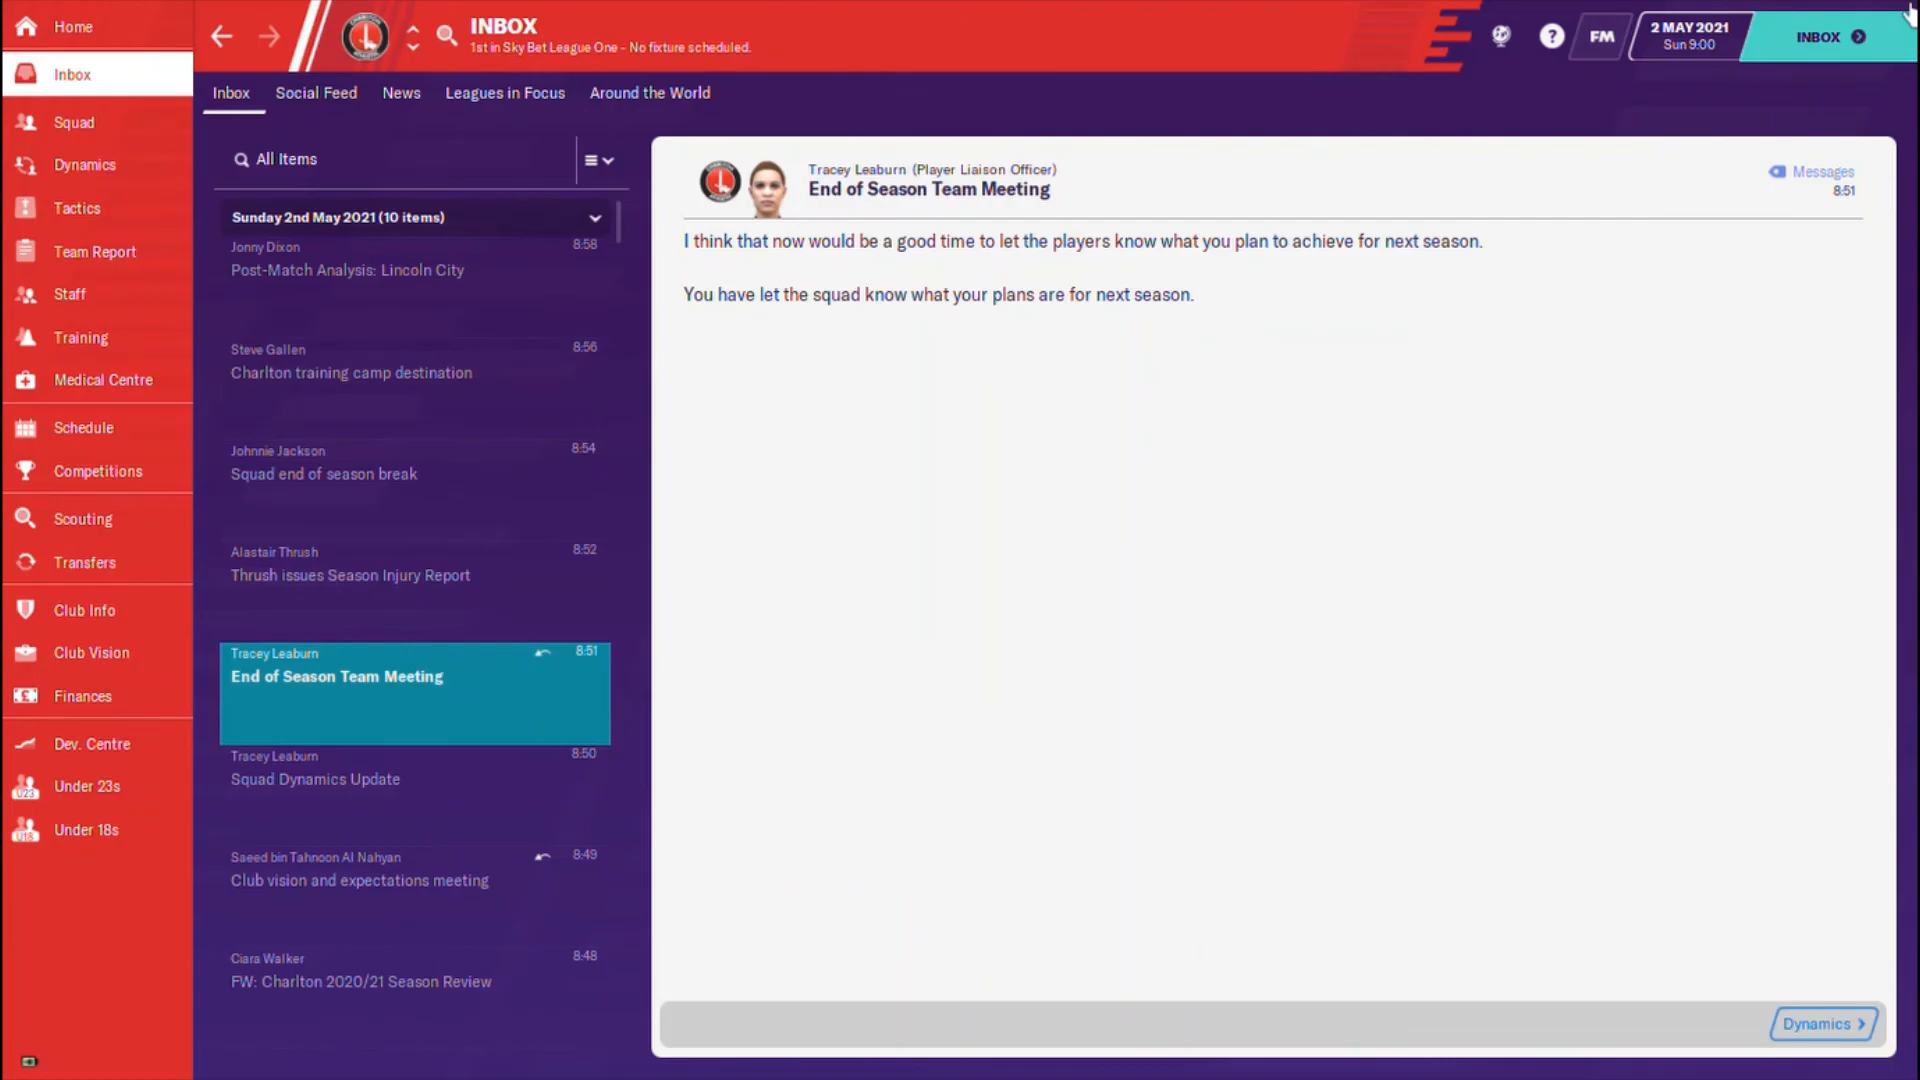 Home
Inbox
Squad
Dynamics
Tactics
Team Report
Staff
Training
Medical Centre
Schedule
Competitions
Scouting
Transfers
Club Info
Club Vision
Finances
Dev. Centre
U23
Under 23s
U18
Under 18s
INBOX
1st in Sky Bet League One - No fixture scheduled.
FM
2 MAY 2021
Sun 9:00
INBOX
Inbox Social Feed News Leagues in Focus Around the World
All Items
Sunday 2nd May 2021 (10 items)
Jonny Dixon 8:58
Post-Match Analysis: Lincoln City
Steve Gallen 8:56
Charlton training camp destination
Johnnie Jackson 8:54
Squad end of season break
Alastair Thrush 8:52
Thrush issues Season Injury Report
Tracey Leaburn 8:51
End of Season Team Meeting
Tracey Leaburn 8:50
Squad Dynamics Update
Saeed bin Tahnoon Al Nahyan 8:49
Club vision and expectations meeting
Ciara Walker 8:48
FW: Charlton 2020/21 Season Review
Tracey Leaburn (Player Liaison Officer)
End of Season Team Meeting
Messages
8:51
I think that now would be a good time to let the players know what you plan to achieve for next season.
You have let the squad know what your plans are for next season.
Dynamics >